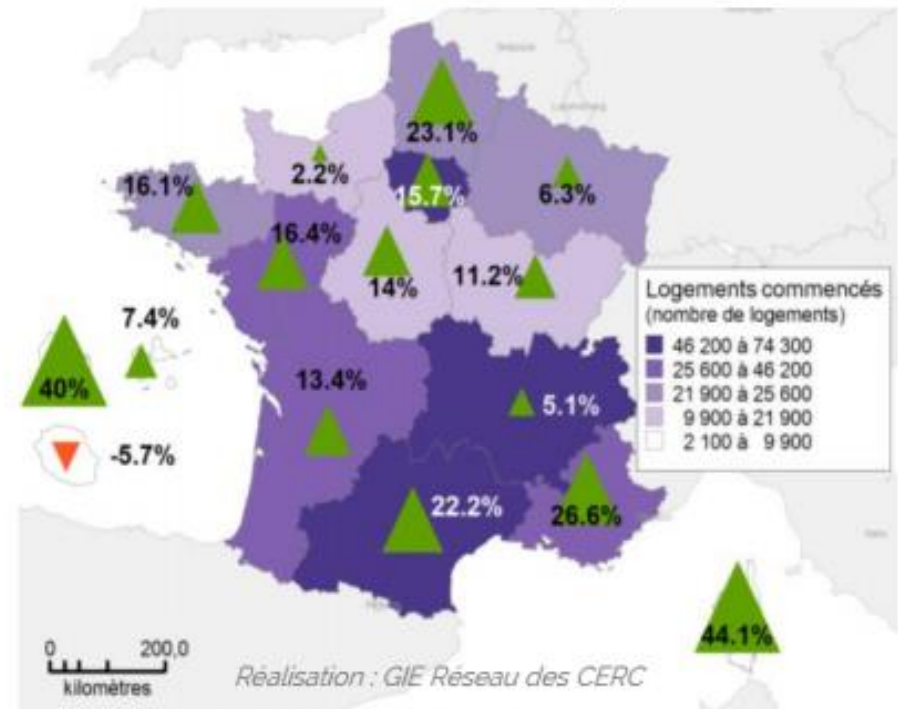 23.1%
2.2%
15.7%
6.3%
16.1%
16.4%
14%
11.2%
Logements commencés
(nombre de logements)
46 200 à 74 300
25 600 à 46 200
21 900 à 25 600
9 900 à 21 900
2 100 à 9 900
7.4%
40%
13.4%
5.1%
-5.7%
22.2%
26.6%
44.1%
0 200,0
kilomètres
Réalisation : GIE Réseau des CERC